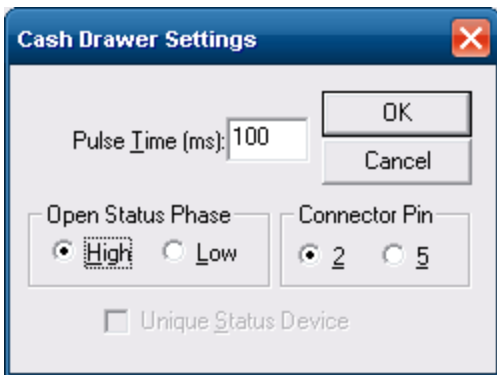 Cash Drawer Settings
Pulse Time (ms): 100
OK
Cancel
Open Status Phase
High Low
Connector Pin
2 5
Unique Status Device